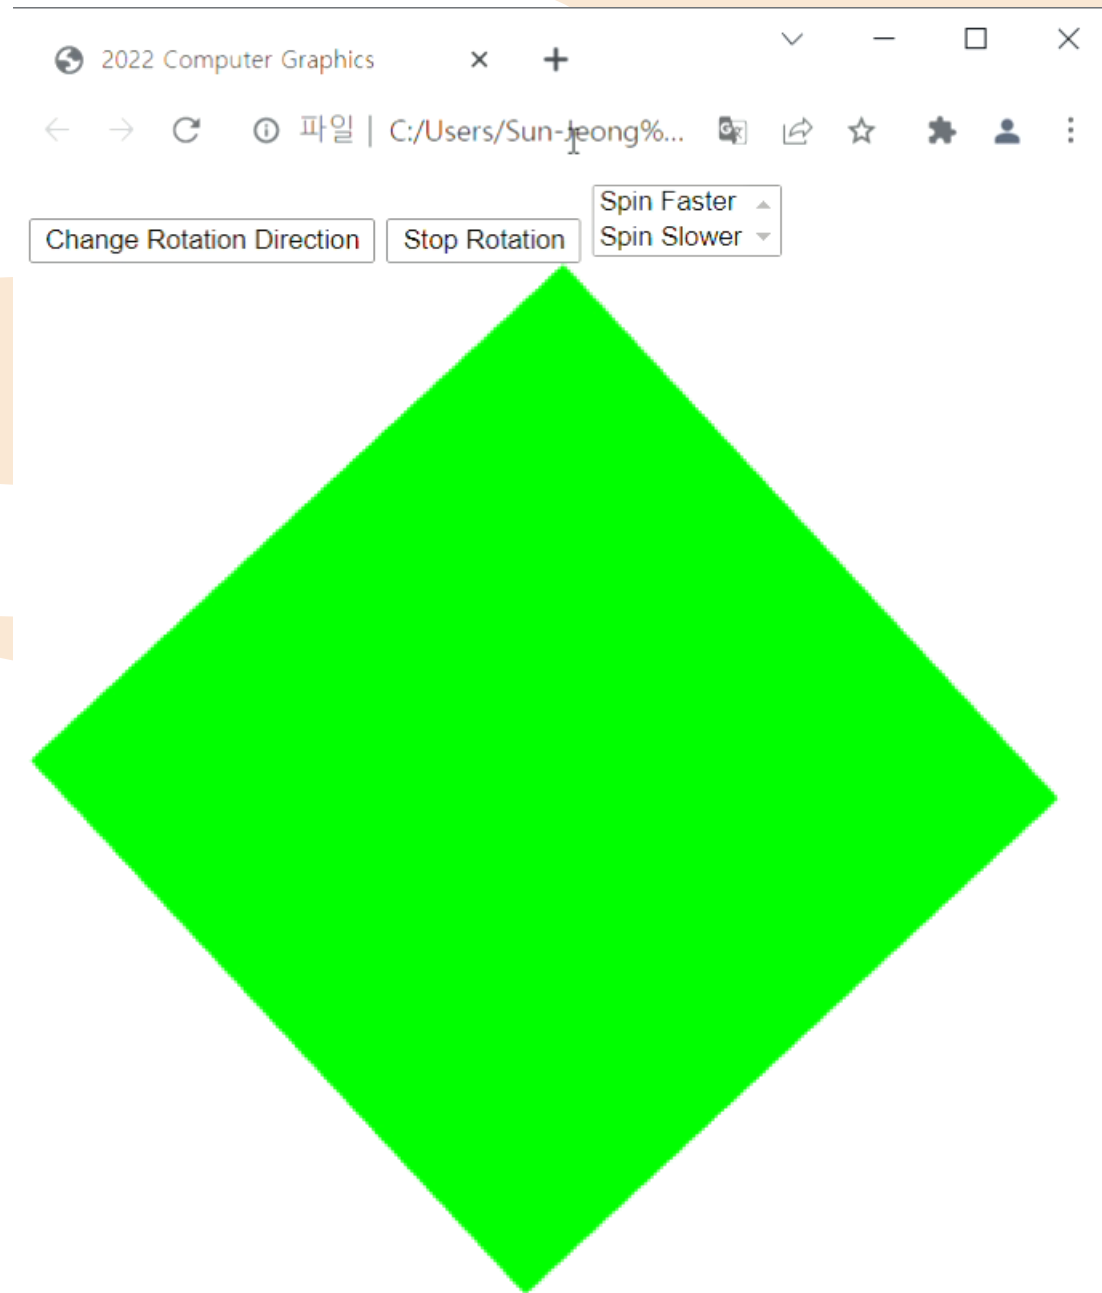 2022 Computer Graphics
파일 | C:/Users/Sun-Jeong%...
Change Rotation Direction
Stop Rotation
Spin Faster
Spin Slower